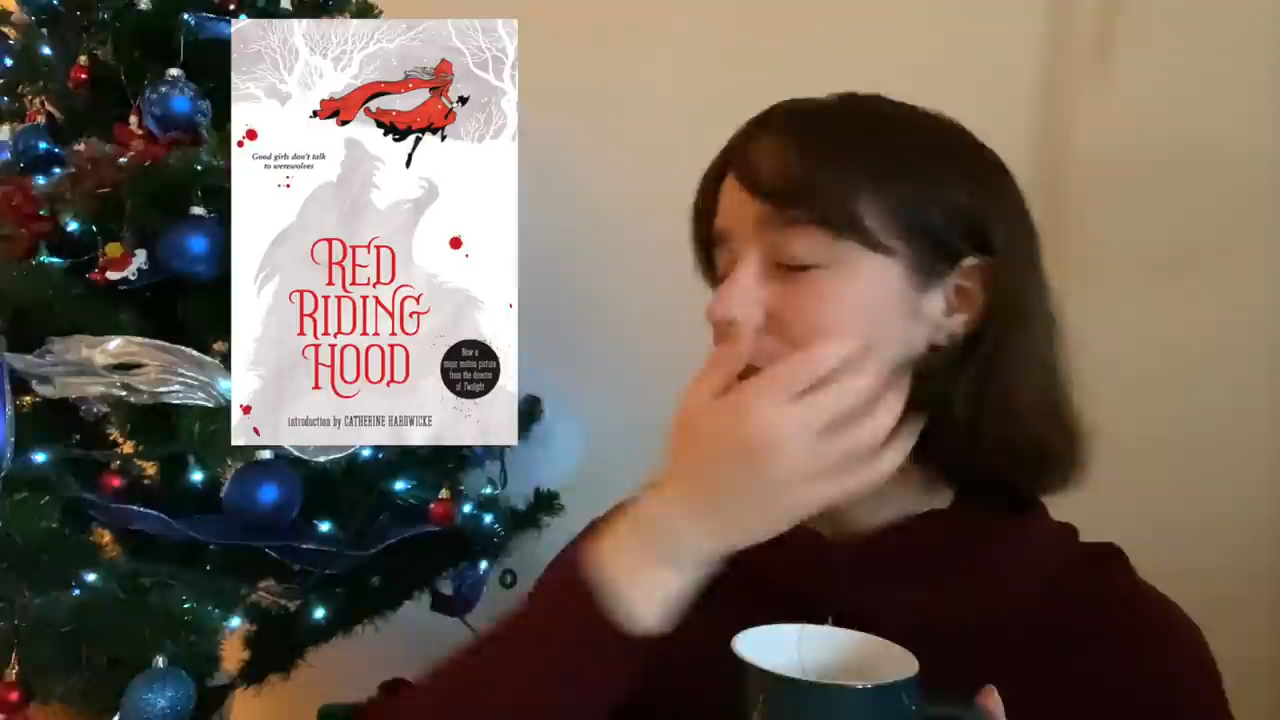 Good girls don't talk
to werewolves
RED
RIDING
HOOD
Now a
major motion picture
from the director
of Twilight
introduction by CATHERINE HARDWICKE